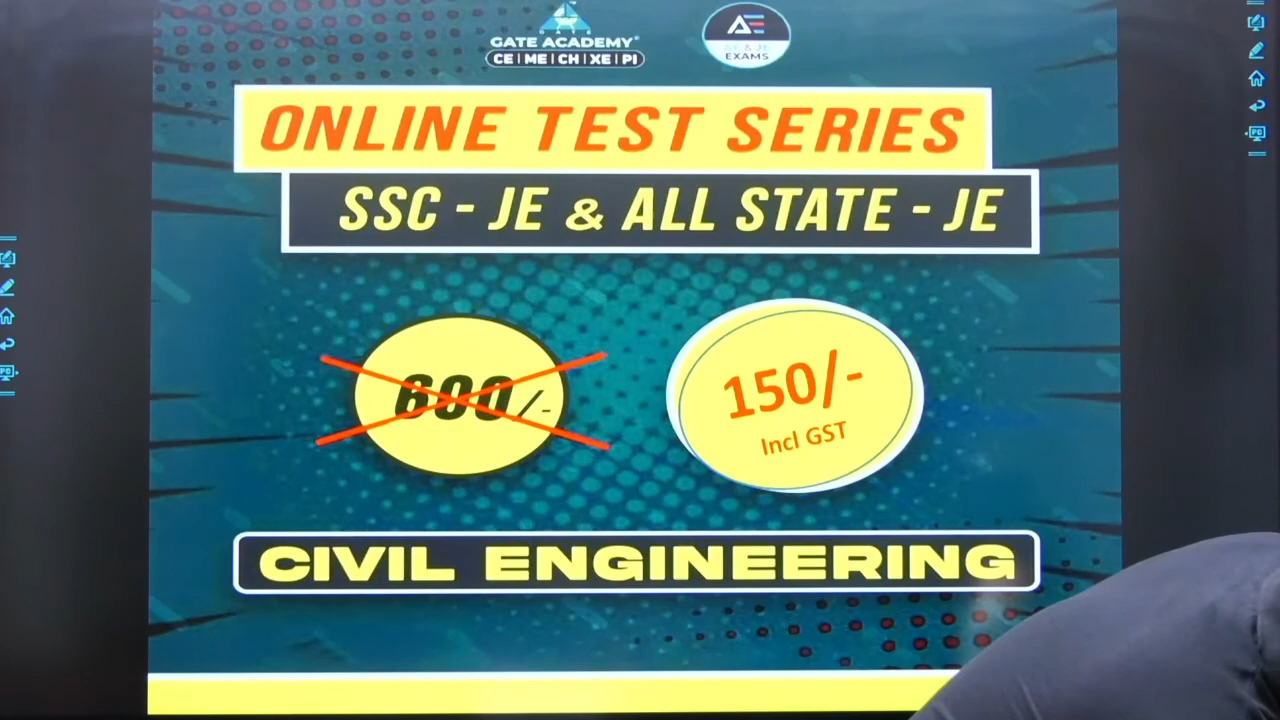 GATE ACADEMY
CE | ME | CH | XE | PI
AE & JE
EXAMS
ONLINE TEST SERIES
SSC - JE & ALL STATE - JE
600/-
150/-
Incl GST
CIVIL ENGINEERING